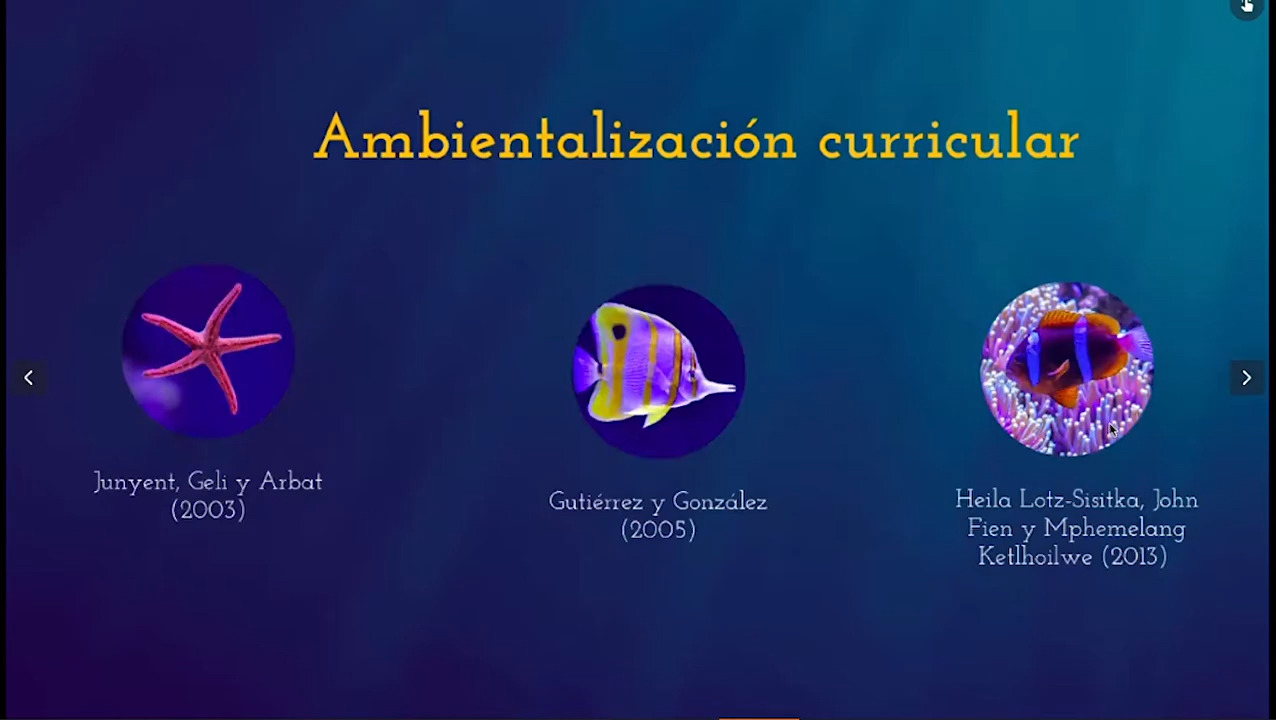 Ambientalización curricular
Junyent, Geli y Arbat
(2003)
Gutiérrez y González
(2005)
Heila Lotz-Sisitka, John
Fien y Mphemelang
Ketlhoilwe (2013)